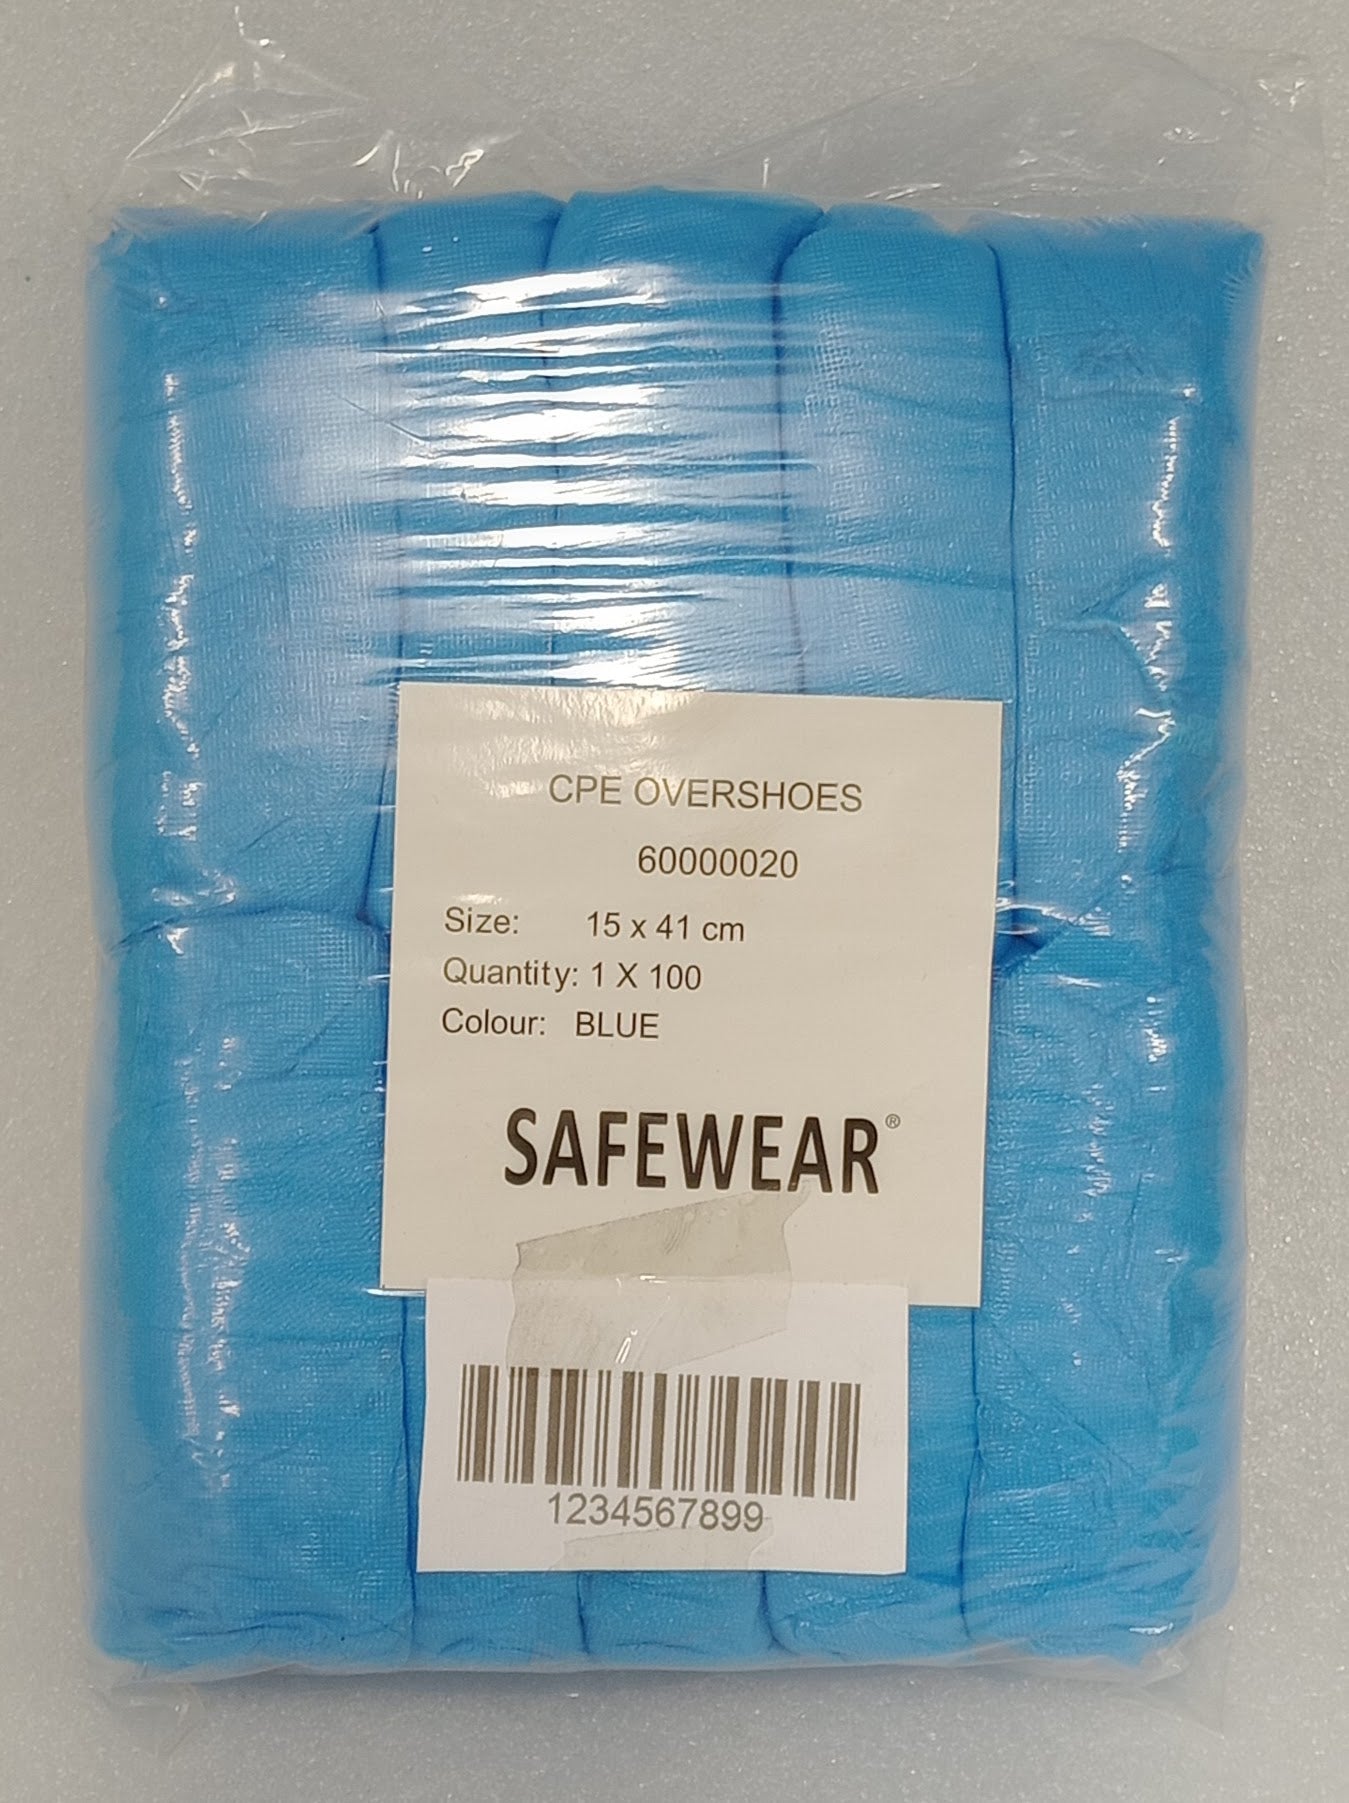 CPE OVERSHOES
60000020
Size: 15 x 41 cm
Quantity: 1 X 100
Colour: BLUE
SAFEWEAR®
1234567899